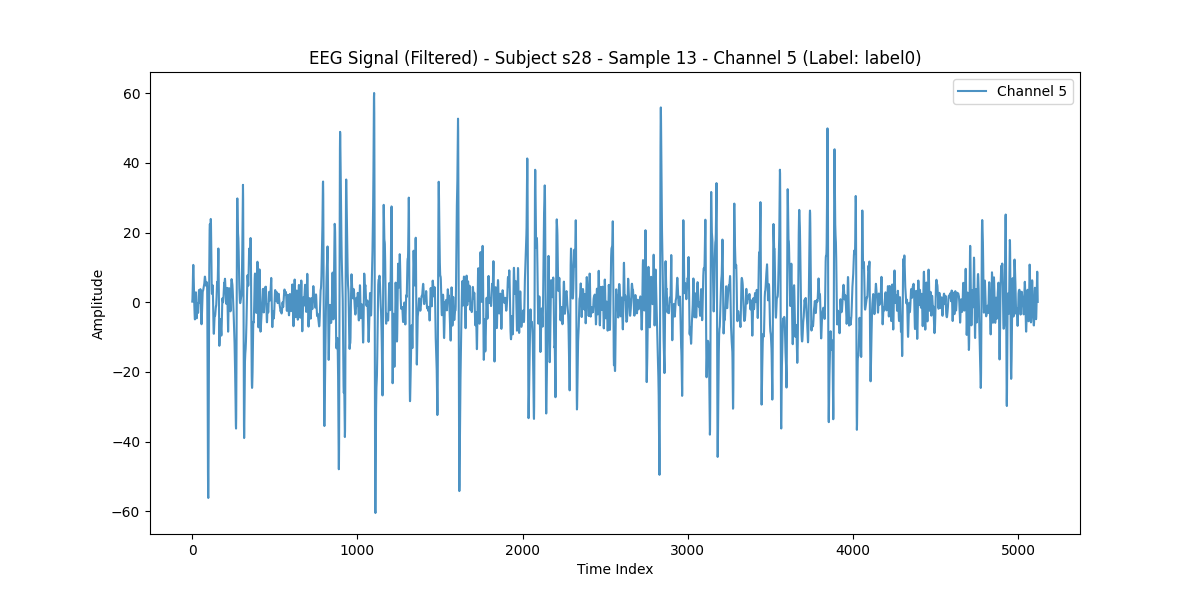 EEG Signal (Filtered) - Subject s28 - Sample 13 - Channel 5 (Label: label0)
Channel 5
60
40
20
0
−20
−40
−60
Amplitude
0 1000 2000 3000 4000 5000
Time Index